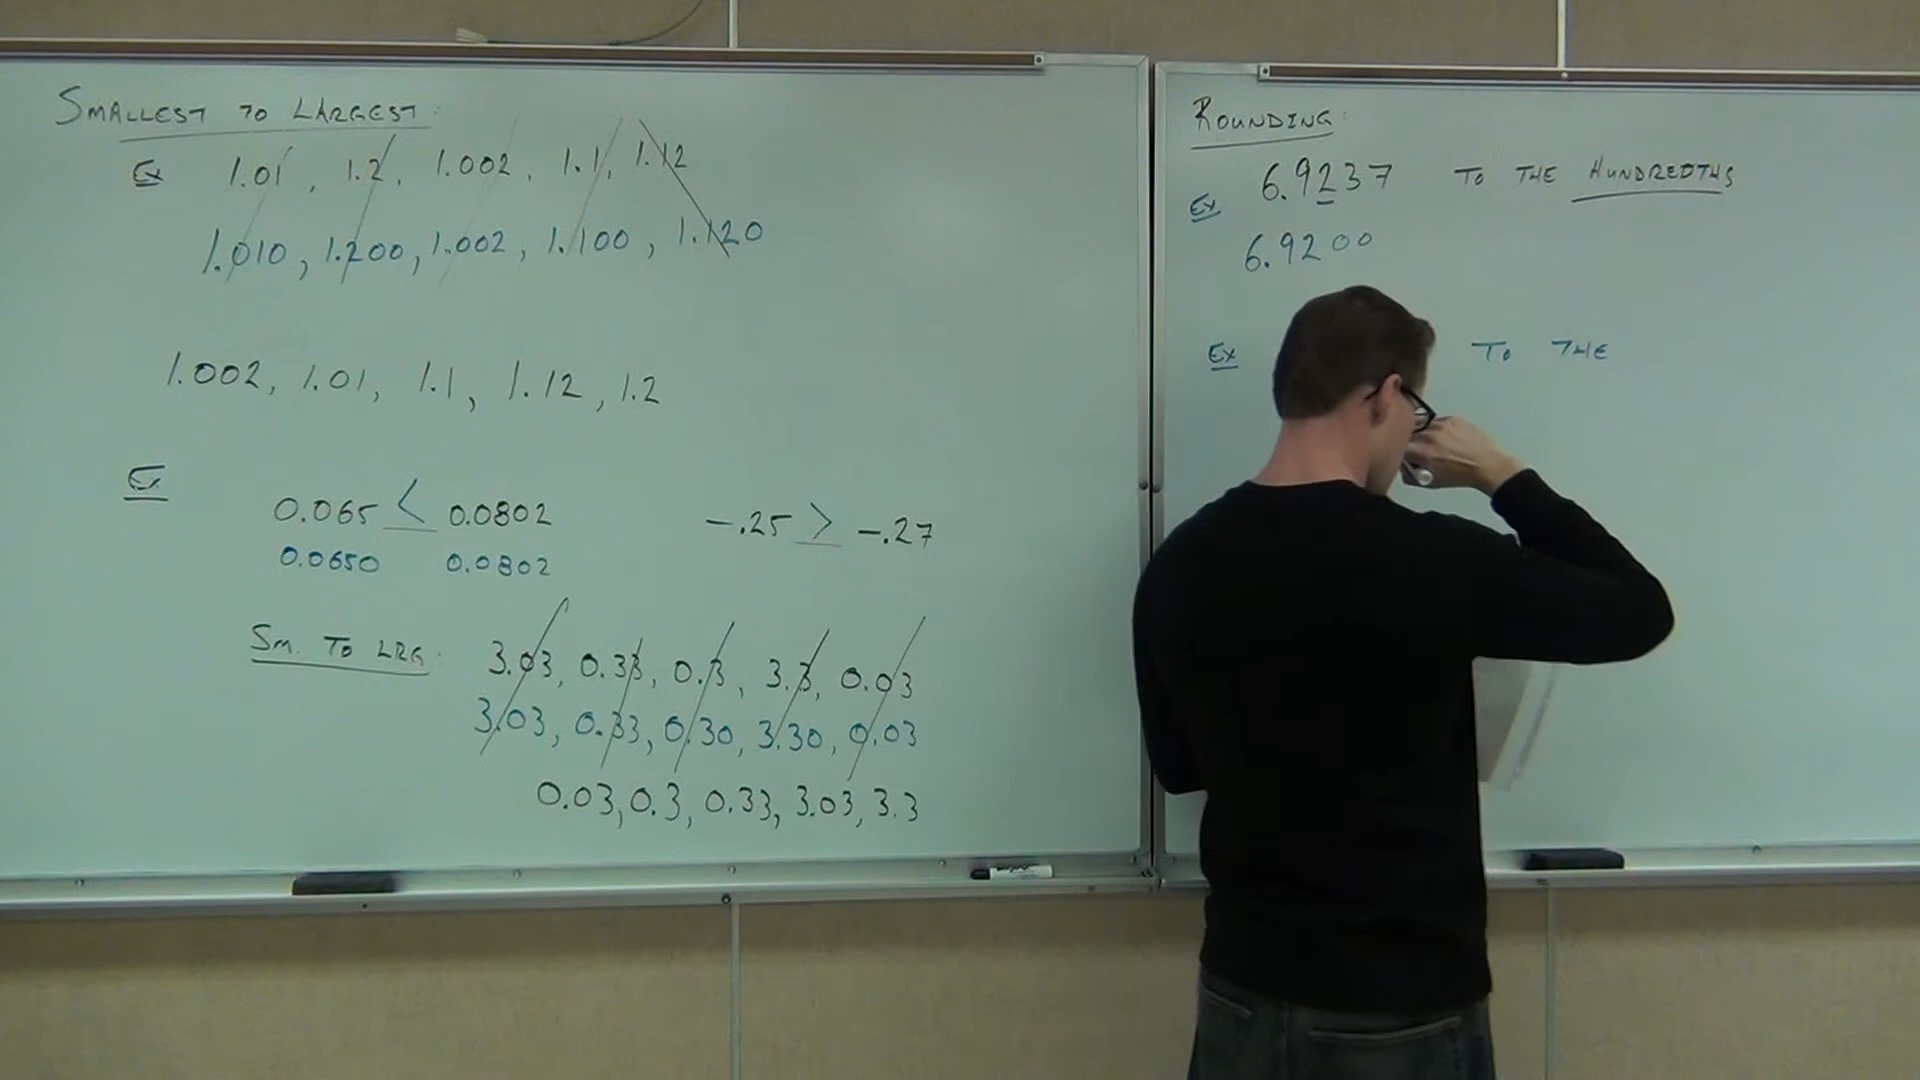 SMALLEST TO LARGEST:
Ex 1.01, 1.2, 1.002, 1.1, 1.12
1.010, 1.200, 1.002, 1.100, 1.120
1.002, 1.01, 1.1, 1.12, 1.2
Ex
0.065 < 0.0802 -.25 > -.27
0.0650 0.0802
SM. TO LRG: 3.03, 0.33, 0.3, 3.3, 0.03
3.03, 0.33, 0.30, 3.30, 0.03
0.03, 0.3, 0.33, 3.03, 3.3
ROUNDING:
Ex 6.9237 TO THE HUNDREDTHS
6.9200
Ex TO THE